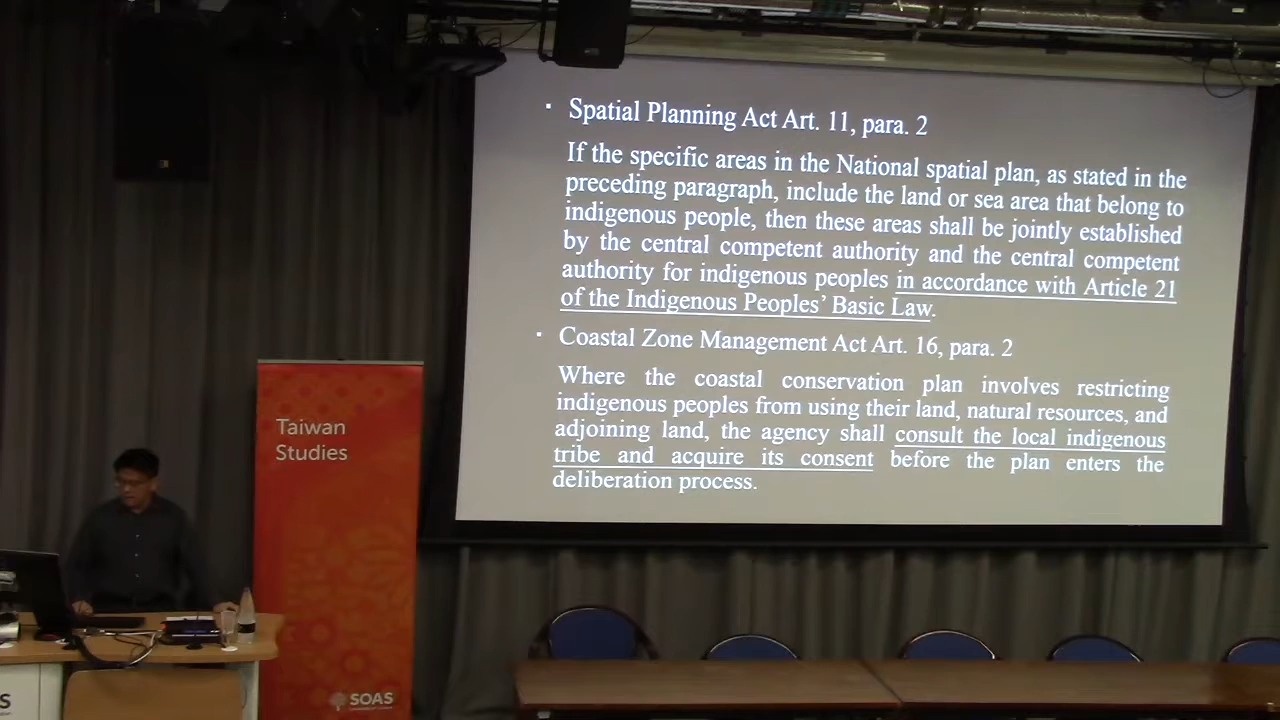 ▪ Spatial Planning Act Art. 11, para. 2
If the specific areas in the National spatial plan, as stated in the
preceding paragraph, include the land or sea area that belong to
indigenous people, then these areas shall be jointly established
by the central competent authority and the central competent
authority for indigenous peoples in accordance with Article 21
of the Indigenous Peoples’ Basic Law.
▪ Coastal Zone Management Act Art. 16, para. 2
Where the coastal conservation plan involves restricting
indigenous peoples from using their land, natural resources, and
adjoining land, the agency shall consult the local indigenous
tribe and acquire its consent before the plan enters the
deliberation process.
Taiwan
Studies
SOAS
S